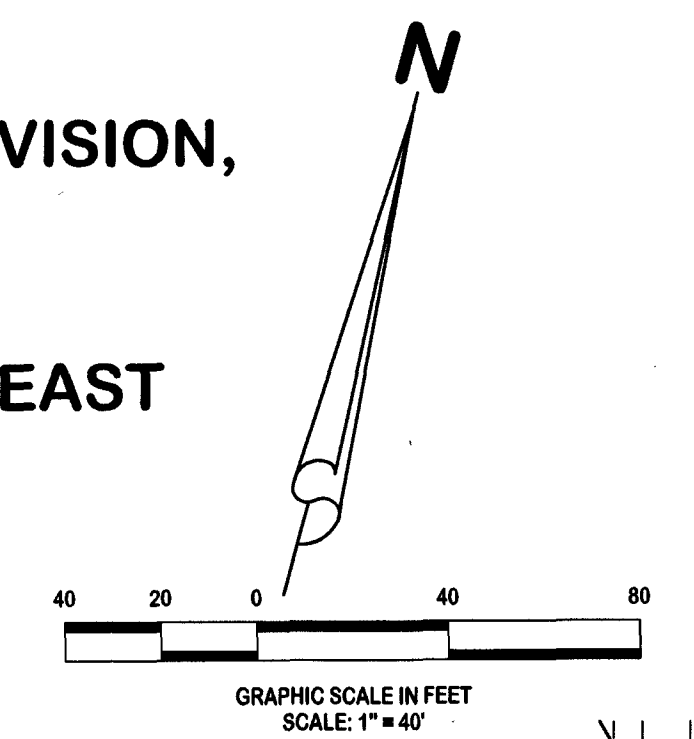 N
VISION,
EAST
40 20 0 40 80
GRAPHIC SCALE IN FEET
SCALE: 1" = 40'